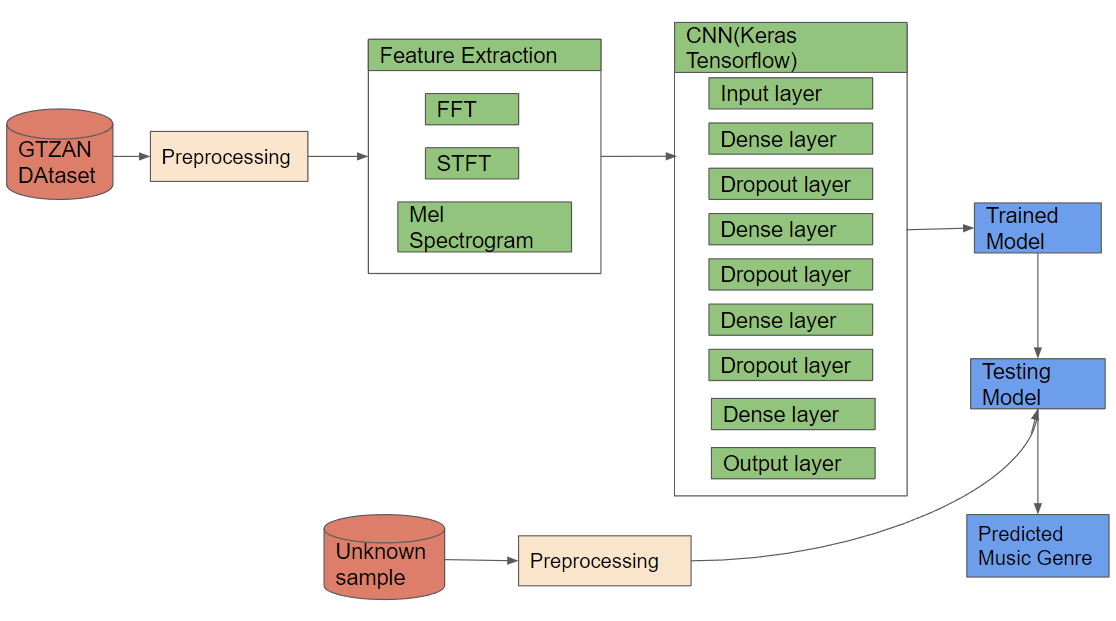 GTZAN
DAtaset
Preprocessing
Feature Extraction
FFT
STFT
Mel
Spectrogram
CNN(Keras
Tensorflow)
Input layer
Dense layer
Dropout layer
Dense layer
Dropout layer
Dense layer
Dropout layer
Dense layer
Output layer
Trained
Model
Testing
Model
Predicted
Music Genre
Unknown
sample
Preprocessing